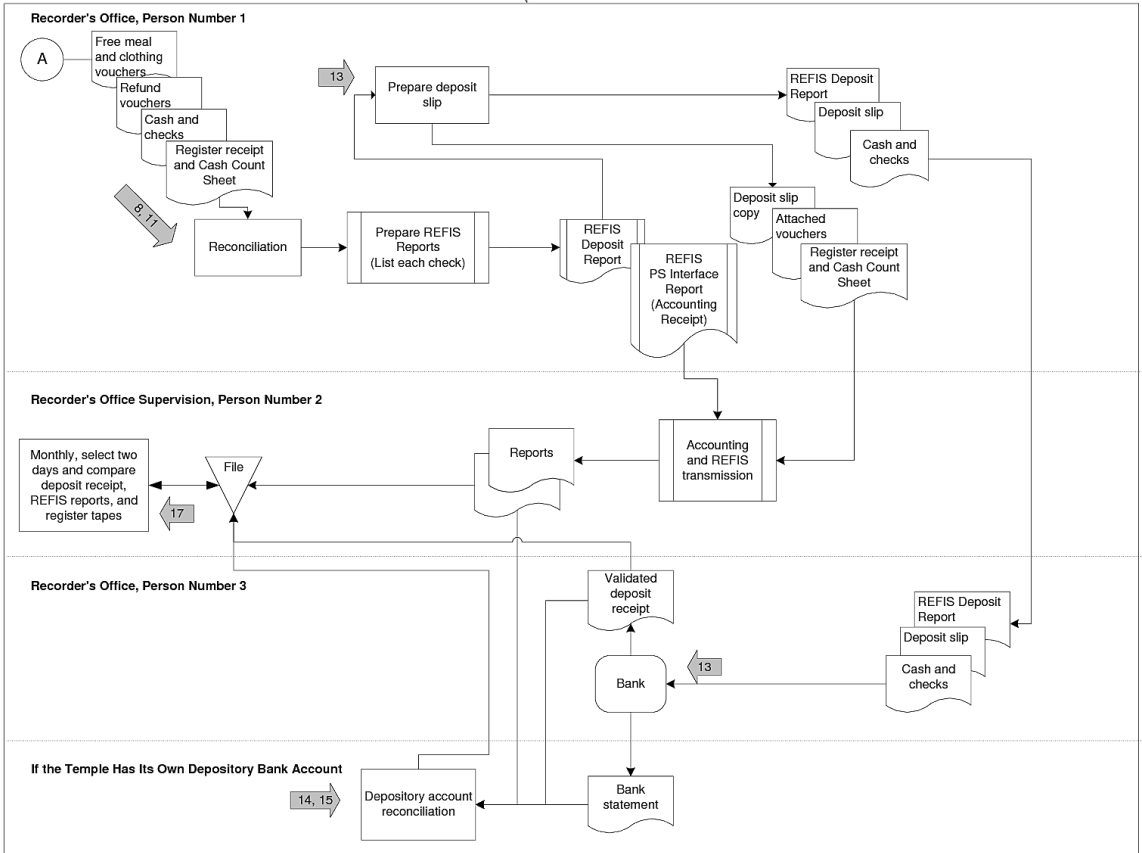 Recorder's Office, Person Number 1
A
Free meal
and clothing
vouchers
Refund
vouchers
Cash and
checks
Register receipt
and Cash Count
Sheet
8, 11
Reconciliation
Prepare REFIS
Reports
(List each check)
13
Prepare deposit
slip
REFIS
Deposit
Report
REFIS
PS Interface
Report
(Accounting
Receipt)
REFIS Deposit
Report
Deposit slip
Cash and
checks
Deposit slip
copy
Attached
vouchers
Register receipt
and Cash Count
Sheet
Recorder's Office Supervision, Person Number 2
Monthly, select two
days and compare
deposit receipt,
REFIS reports, and
register tapes
17
File
Reports
Accounting
and REFIS
transmission
Recorder's Office, Person Number 3
Validated
deposit
receipt
Bank
13
REFIS Deposit
Report
Deposit slip
Cash and
checks
If the Temple Has Its Own Depository Bank Account
14, 15
Depository account
reconciliation
Bank
statement